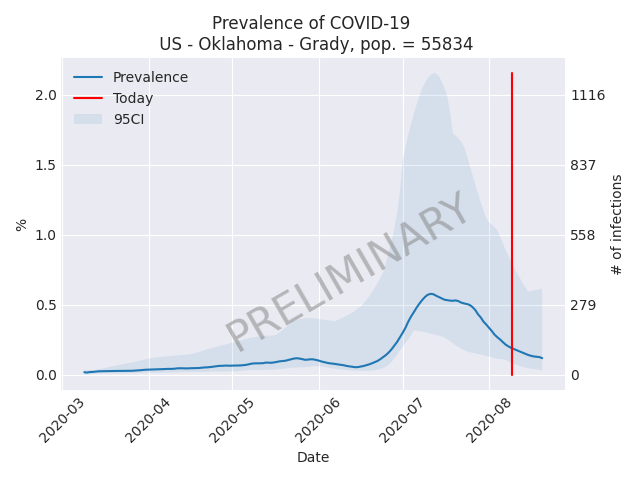 Prevalence of COVID-19
US - Oklahoma - Grady, pop. = 55834
Prevalence
Today
95CI
2.0
1.5
1.0
0.5
0.0
%
1116
837
558
279
0
# of infections
PRELIMINARY
2020-03
2020-04
2020-05
2020-06
2020-07
2020-08
Date